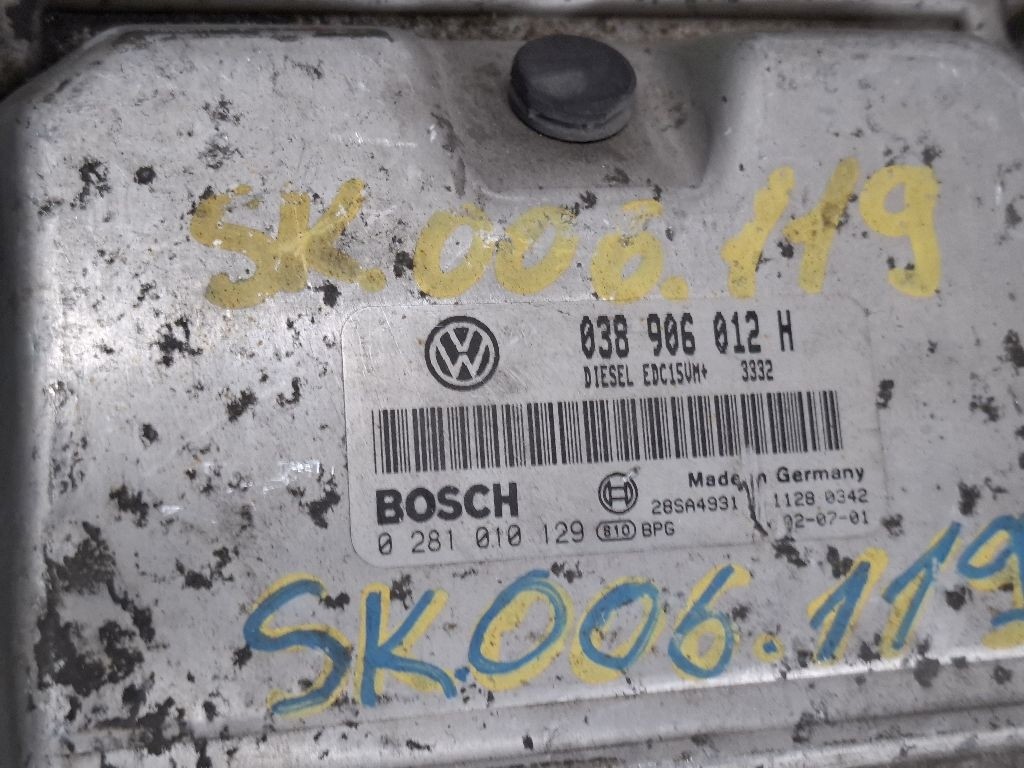 SK.006.119
038 906 012 H
DIESEL EDC15VM+ 3332
Made in Germany
BOSCH
28SA4931 1128 0342
0 281 010 129 810 BPG
02-07-01
SK.006.119